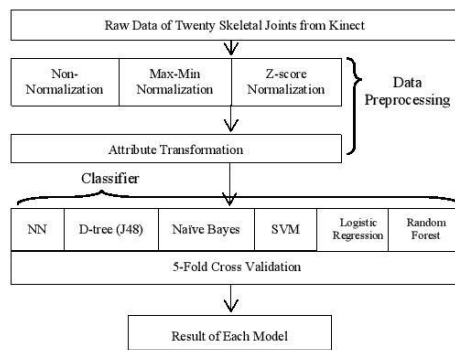 Raw Data of Twenty Skeletal Joints from Kinect
Non-
Normalization
Max-Min
Normalization
Z-score
Normalization
Data
Preprocessing
Attribute Transformation
Classifier
NN
D-tree (J48)
Naïve Bayes
SVM
Logistic
Regression
Random
Forest
5-Fold Cross Validation
Result of Each Model